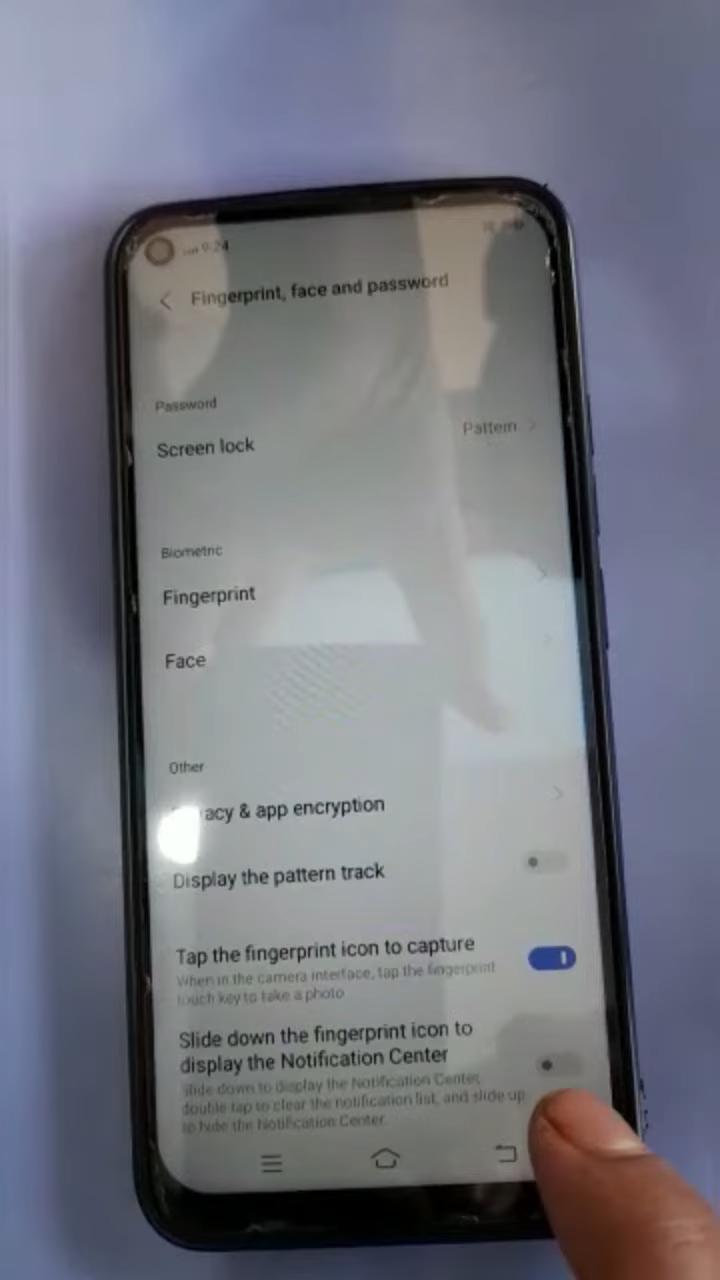 9:24
Fingerprint, face and password
Password
Screen lock
Pattern
Biometric
Fingerprint
Face
Other
acy & app encryption
Display the pattern track
Tap the fingerprint icon to capture
When in the camera interface, tap the fingerprint
touch key to take a photo
Slide down the fingerprint icon to
display the Notification Center
Slide down to display the Notification Center,
double tap to clear the notification list, and slide up
to hide the Notification Center.